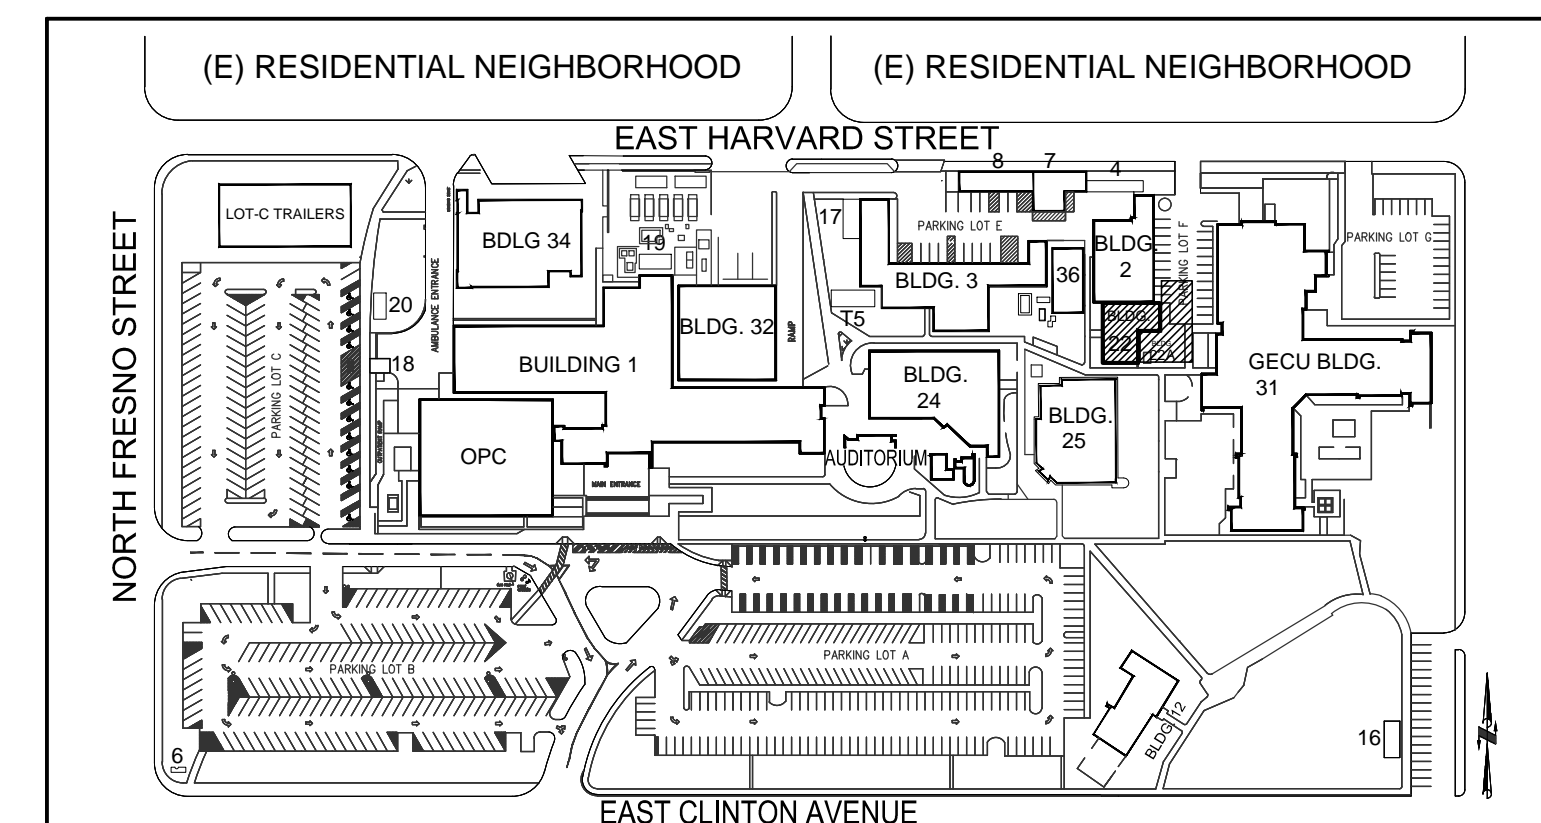 (E) RESIDENTIAL NEIGHBORHOOD
(E) RESIDENTIAL NEIGHBORHOOD
EAST HARVARD STREET
NORTH FRESNO STREET
LOT-C TRAILERS
BDLG 34
19
17
8
7
4
PARKING LOT E
BLDG.
2
PARKING LOT F
PARKING LOT G
BLDG. 3
36
20
AMBULANCE ENTRANCE
18
PARKING LOT C
BUILDING 1
BLDG. 32
RAMP
T5
BLDG.
22
BLDG.
22A
GECU BLDG.
31
BLDG.
24
BLDG.
25
OPC
MAIN ENTRANCE
AUDITORIUM
PARKING LOT B
PARKING LOT A
BLDG. 12
16
6
N
EAST CLINTON AVENUE